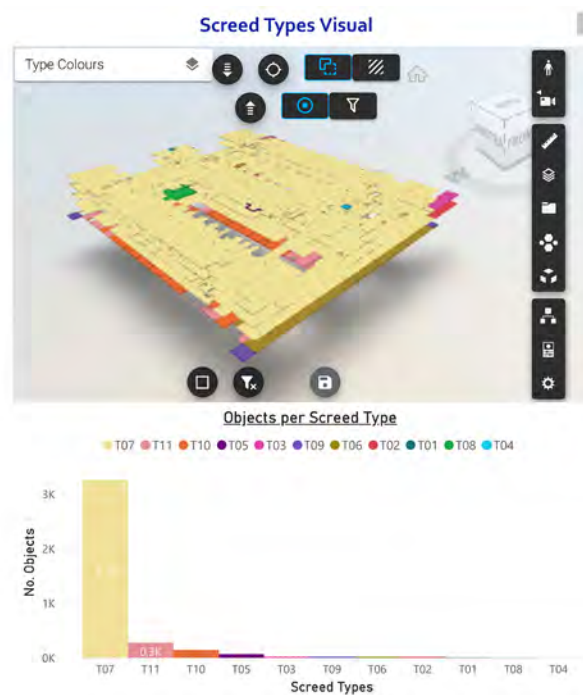 Screed Types Visual
Type Colours
Objects per Screed Type
T07 T11 T10 T05 T03 T09 T06 T02 T01 T08 T04
No. Objects
3K
2K
1K
0K
0.3K
T07 T11 T10 T05 T03 T09 T06 T02 T01 T08 T04
Screed Types